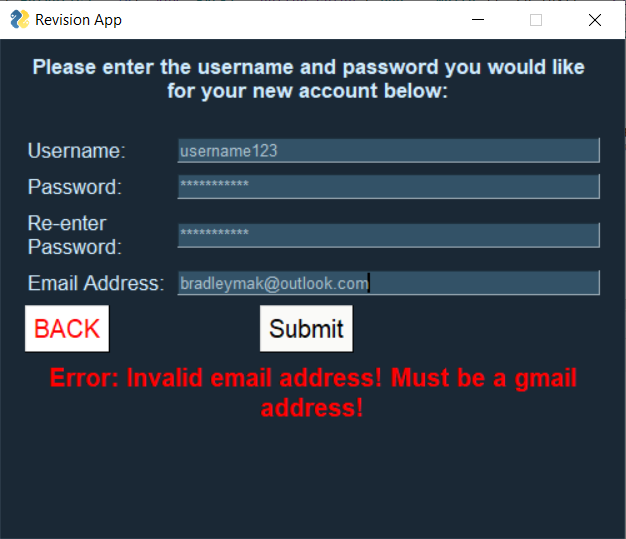 Revision App
Please enter the username and password you would like
for your new account below:
Username:
username123
Password:
***********
Re-enter
Password:
***********
Email Address:
bradleymak@outlook.com
BACK
Submit
Error: Invalid email address! Must be a gmail
address!